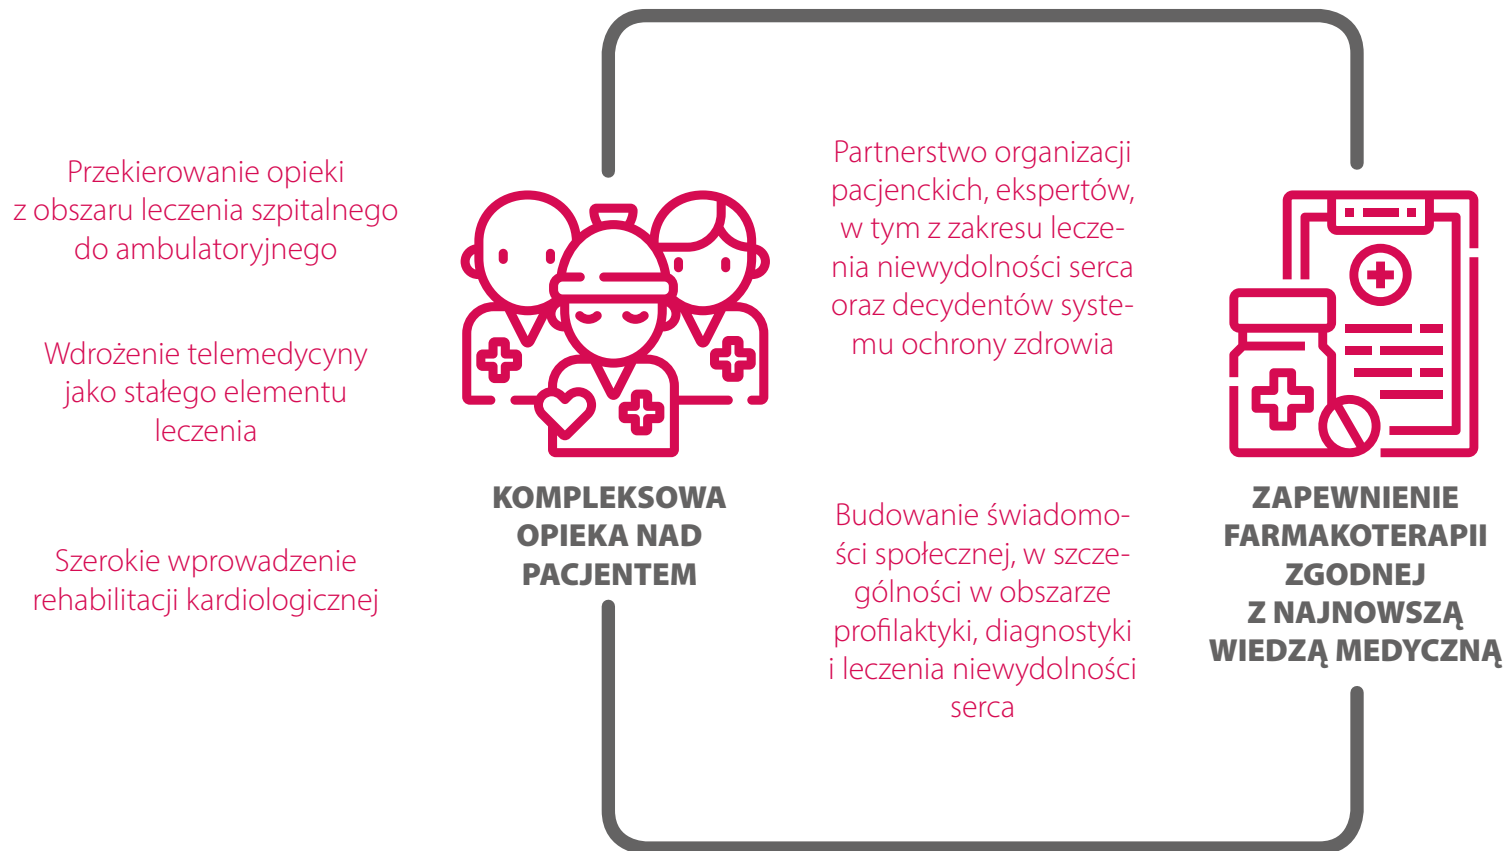 Przekierowanie opieki
z obszaru leczenia szpitalnego
do ambulatoryjnego
Wdrożenie telemedycyny
jako stałego elementu
leczenia
Szerokie wprowadzenie
rehabilitacji kardiologicznej
KOMPLEKSOWA
OPIEKA NAD
PACJENTEM
Partnerstwo organizacji
pacjenckich, ekspertów,
w tym z zakresu lecze-
nia niewydolności serca
oraz decydentów syste-
mu ochrony zdrowia
Budowanie świadomo-
ści społecznej, w szcze-
gólności w obszarze
profilaktyki, diagnostyki
i leczenia niewydolności
serca
ZAPEWNIENIE
FARMAKOTERAPII
ZGODNEJ
Z NAJNOWSZĄ
WIEDZĄ MEDYCZNĄ